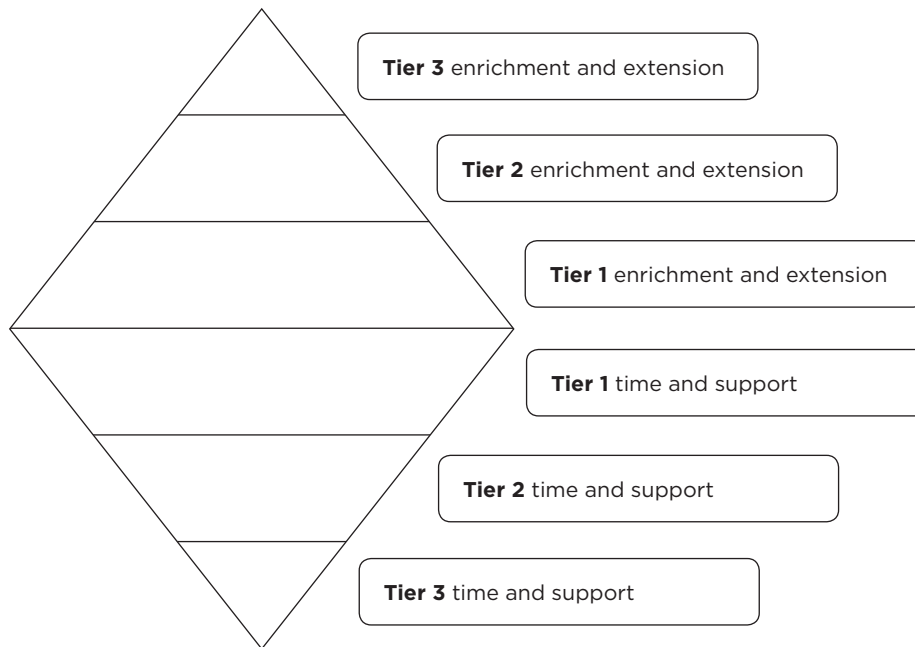 Tier 3 enrichment and extension
Tier 2 enrichment and extension
Tier 1 enrichment and extension
Tier 1 time and support
Tier 2 time and support
Tier 3 time and support